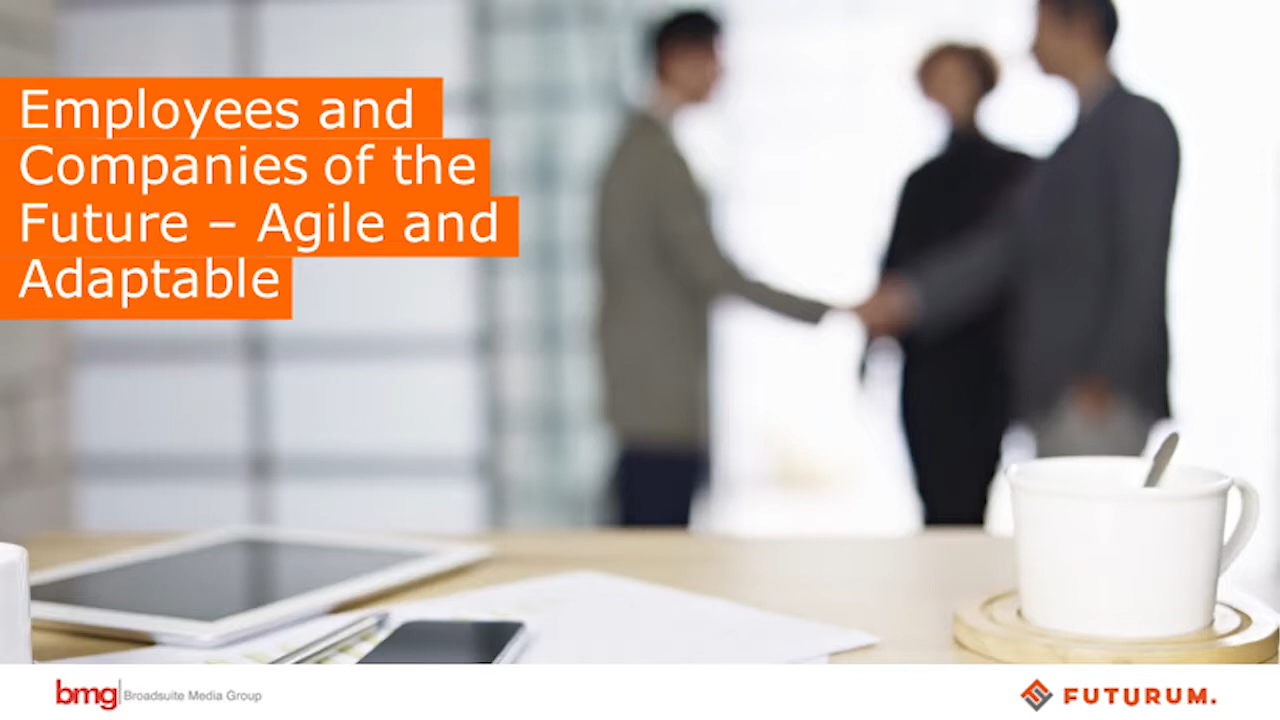 Employees and
Companies of the
Future – Agile and
Adaptable
bmg Broadsuite Media Group
FUTURUM.